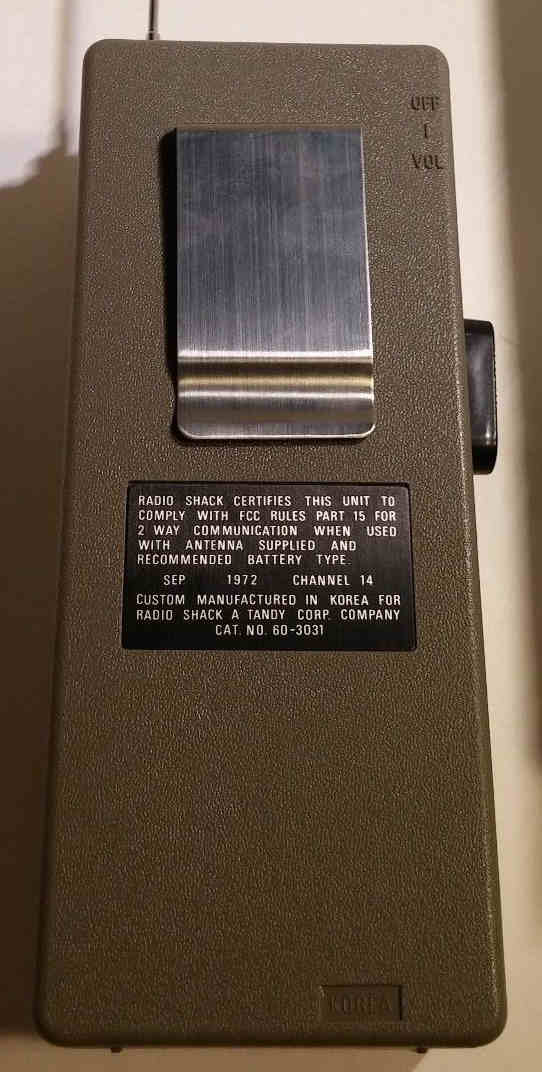 OFF
VOL
RADIO SHACK CERTIFIES THIS UNIT TO
COMPLY WITH FCC RULES PART 15 FOR
2 WAY COMMUNICATION WHEN USED
WITH ANTENNA SUPPLIED AND
RECOMMENDED BATTERY TYPE.
SEP 1972 CHANNEL 14
CUSTOM MANUFACTURED IN KOREA FOR
RADIO SHACK A TANDY CORP. COMPANY
CAT. NO. 60-3031
KOREA